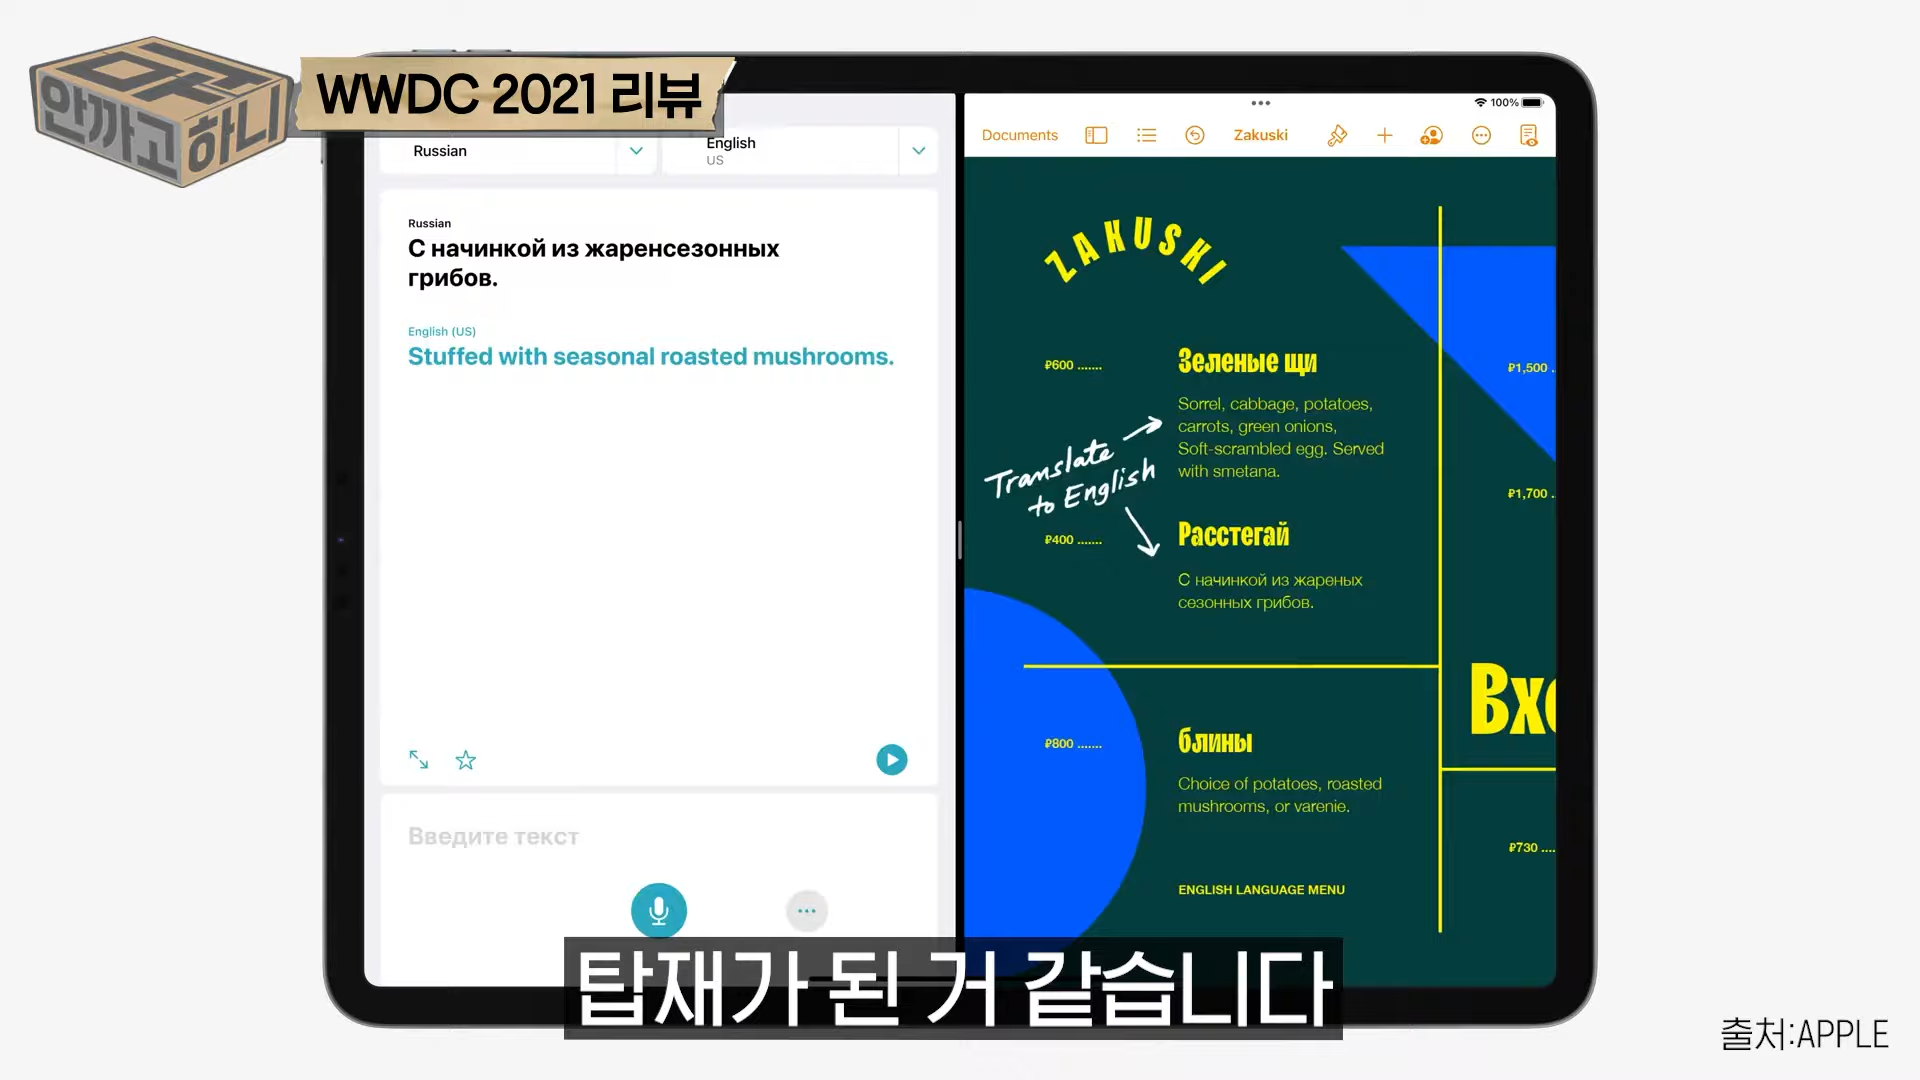 안까고
하니
WWDC 2021 리뷰
Russian
English
US
Russian
С начинкой из жаренсезонных
грибов.
English (US)
Stuffed with seasonal roasted mushrooms.
Введите текст
100%
Documents
Zakuski
ZAKUSKI
₽600 .......
Зеленые щи
Sorrel, cabbage, potatoes,
carrots, green onions,
Soft-scrambled egg. Served
with smetana.
Translate
to English
₽400 .......
Расстегай
С начинкой из жареных
сезонных грибов.
₽800 .......
блины
Choice of potatoes, roasted
mushrooms, or varenie.
ENGLISH LANGUAGE MENU
₽1,500 .
₽1,700 .
Вхо
₽730 ....
탑재가 된 거 같습니다
출처:APPLE